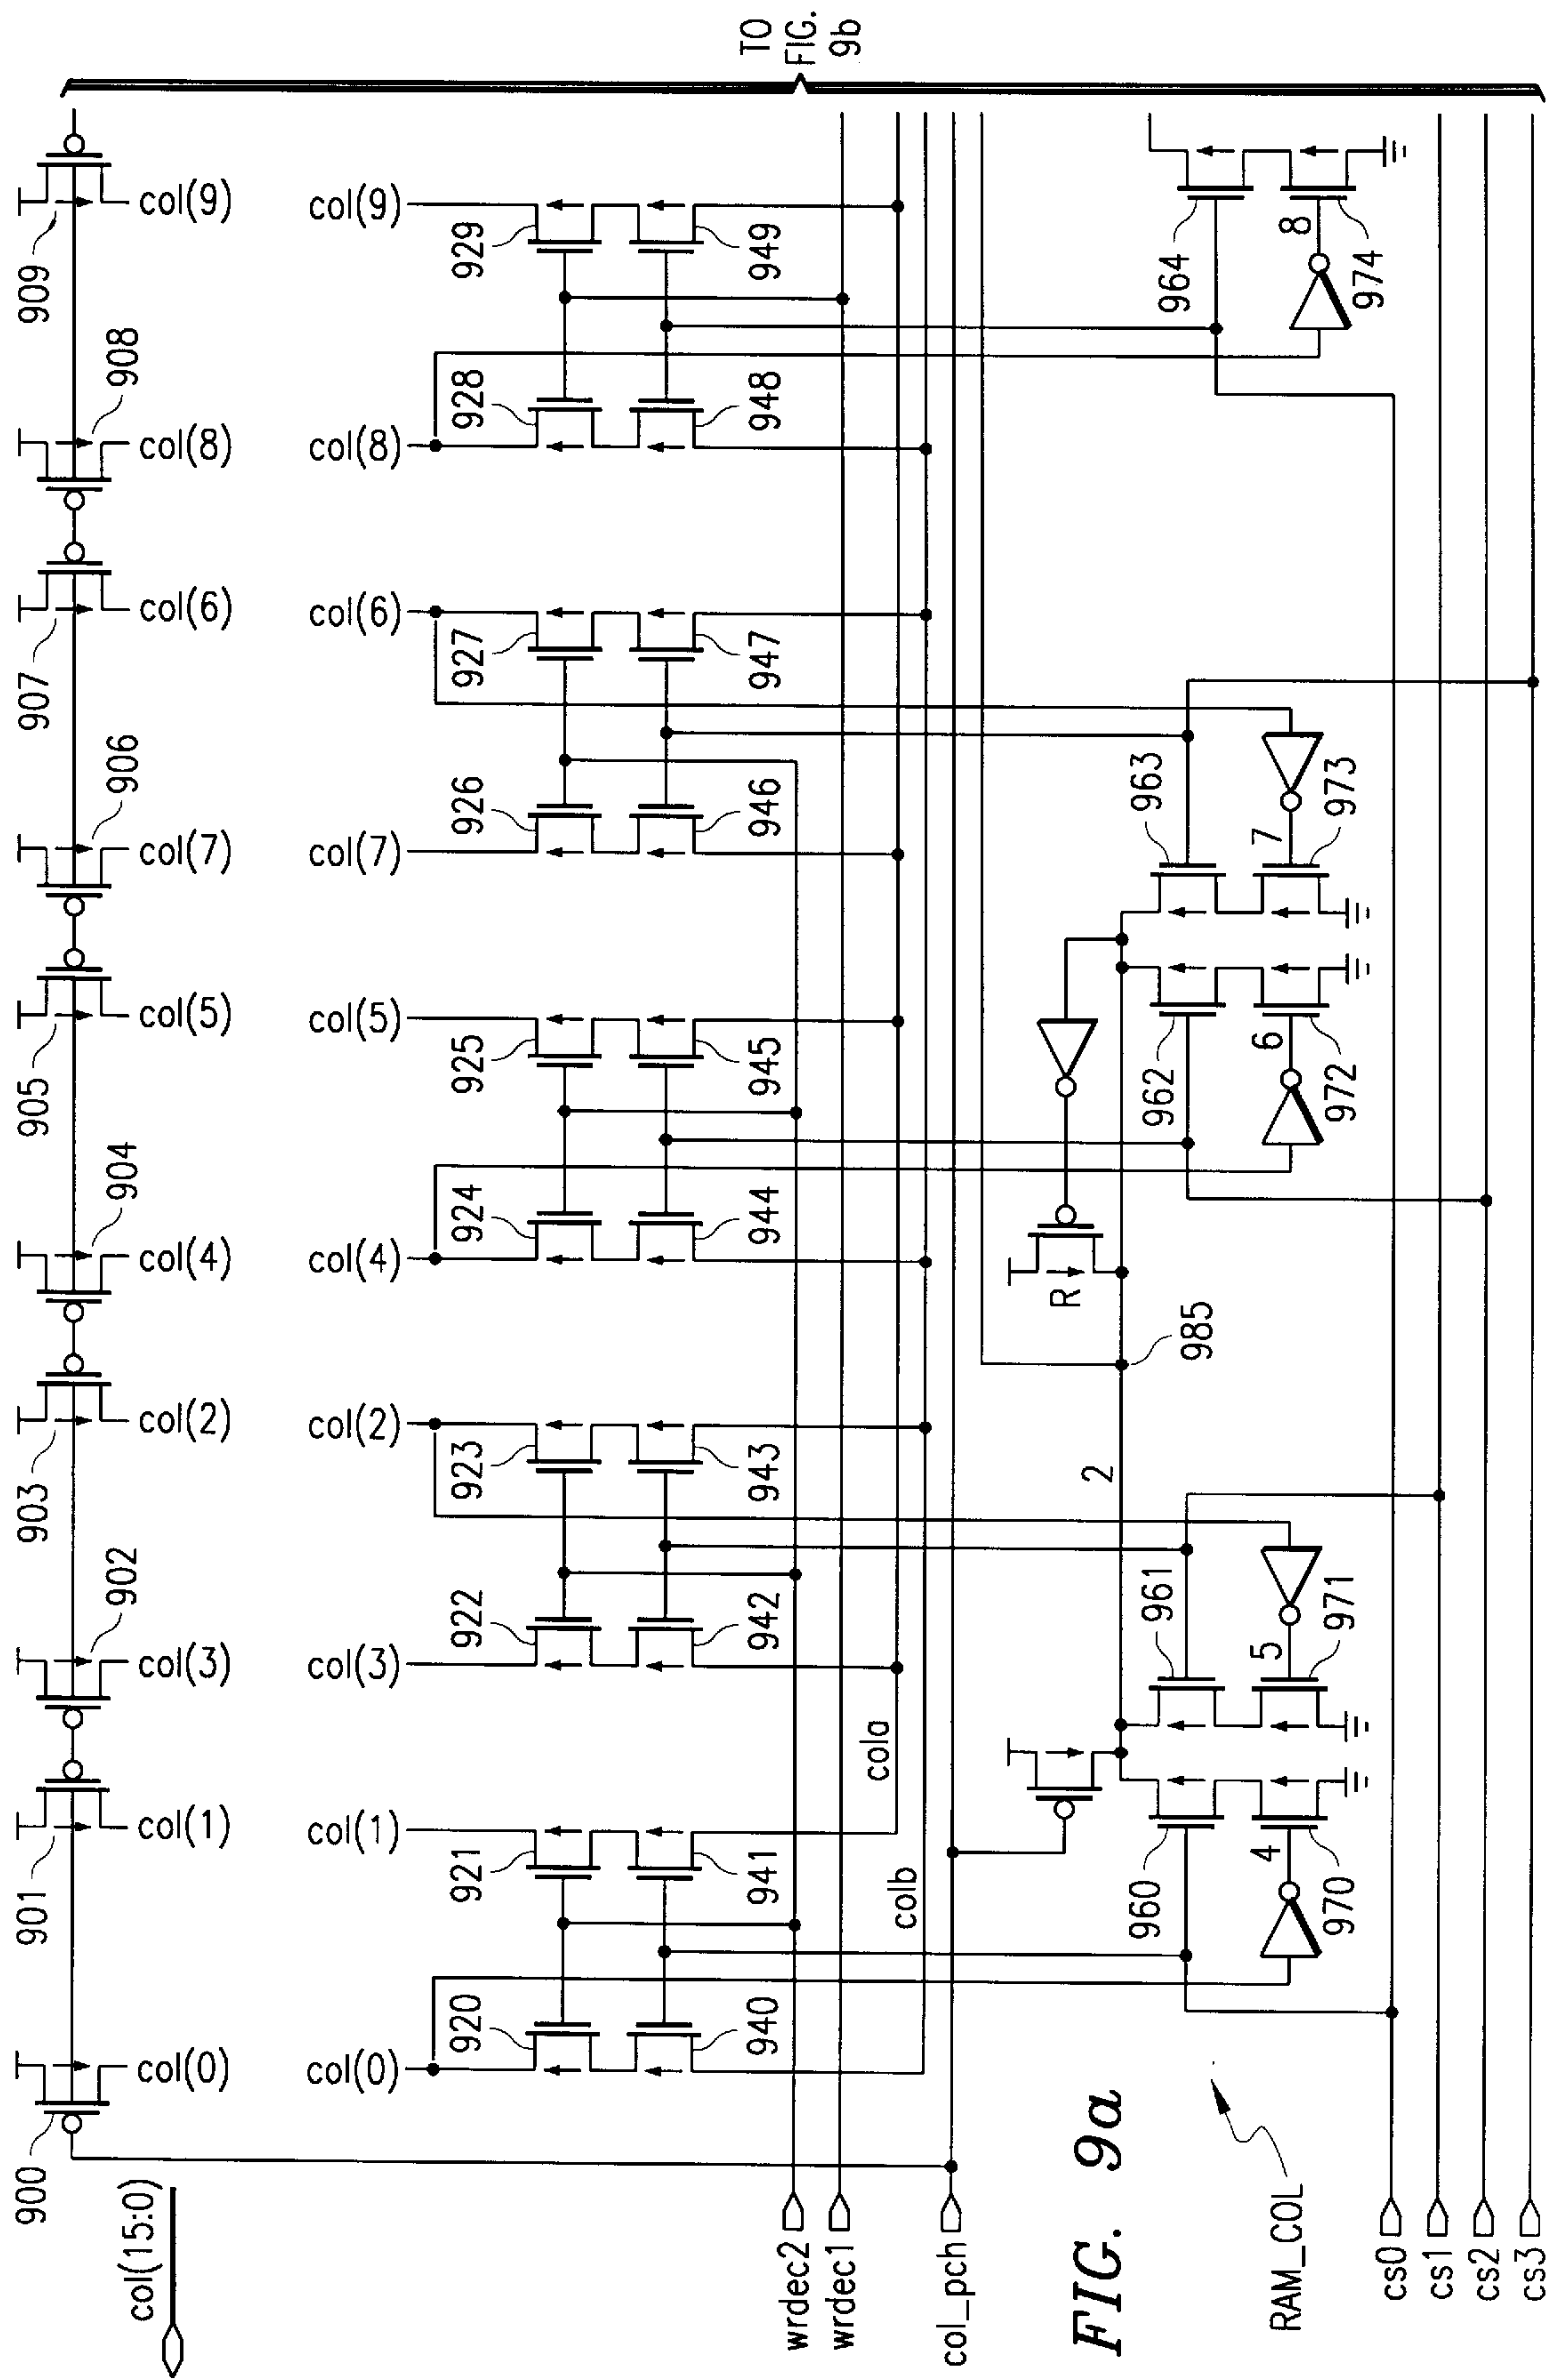 TO
FIG.
9b
900
901
902
903
904
905
906
907
908
909
col(15:0)
col(0)
col(1)
col(3)
col(2)
col(4)
col(5)
col(7)
col(6)
col(8)
col(9)
col(0)
col(1)
col(3)
col(2)
col(4)
col(5)
col(7)
col(6)
col(8)
col(9)
920
921
922
923
924
925
926
927
928
929
940
941
942
943
944
945
946
947
948
949
wrdec2
wrdec1
cola
colb
col_pch
2
985
R
960
961
962
963
964
4
5
6
7
8
970
971
972
973
974
FIG. 9a
RAM_COL
cs0
cs1
cs2
cs3